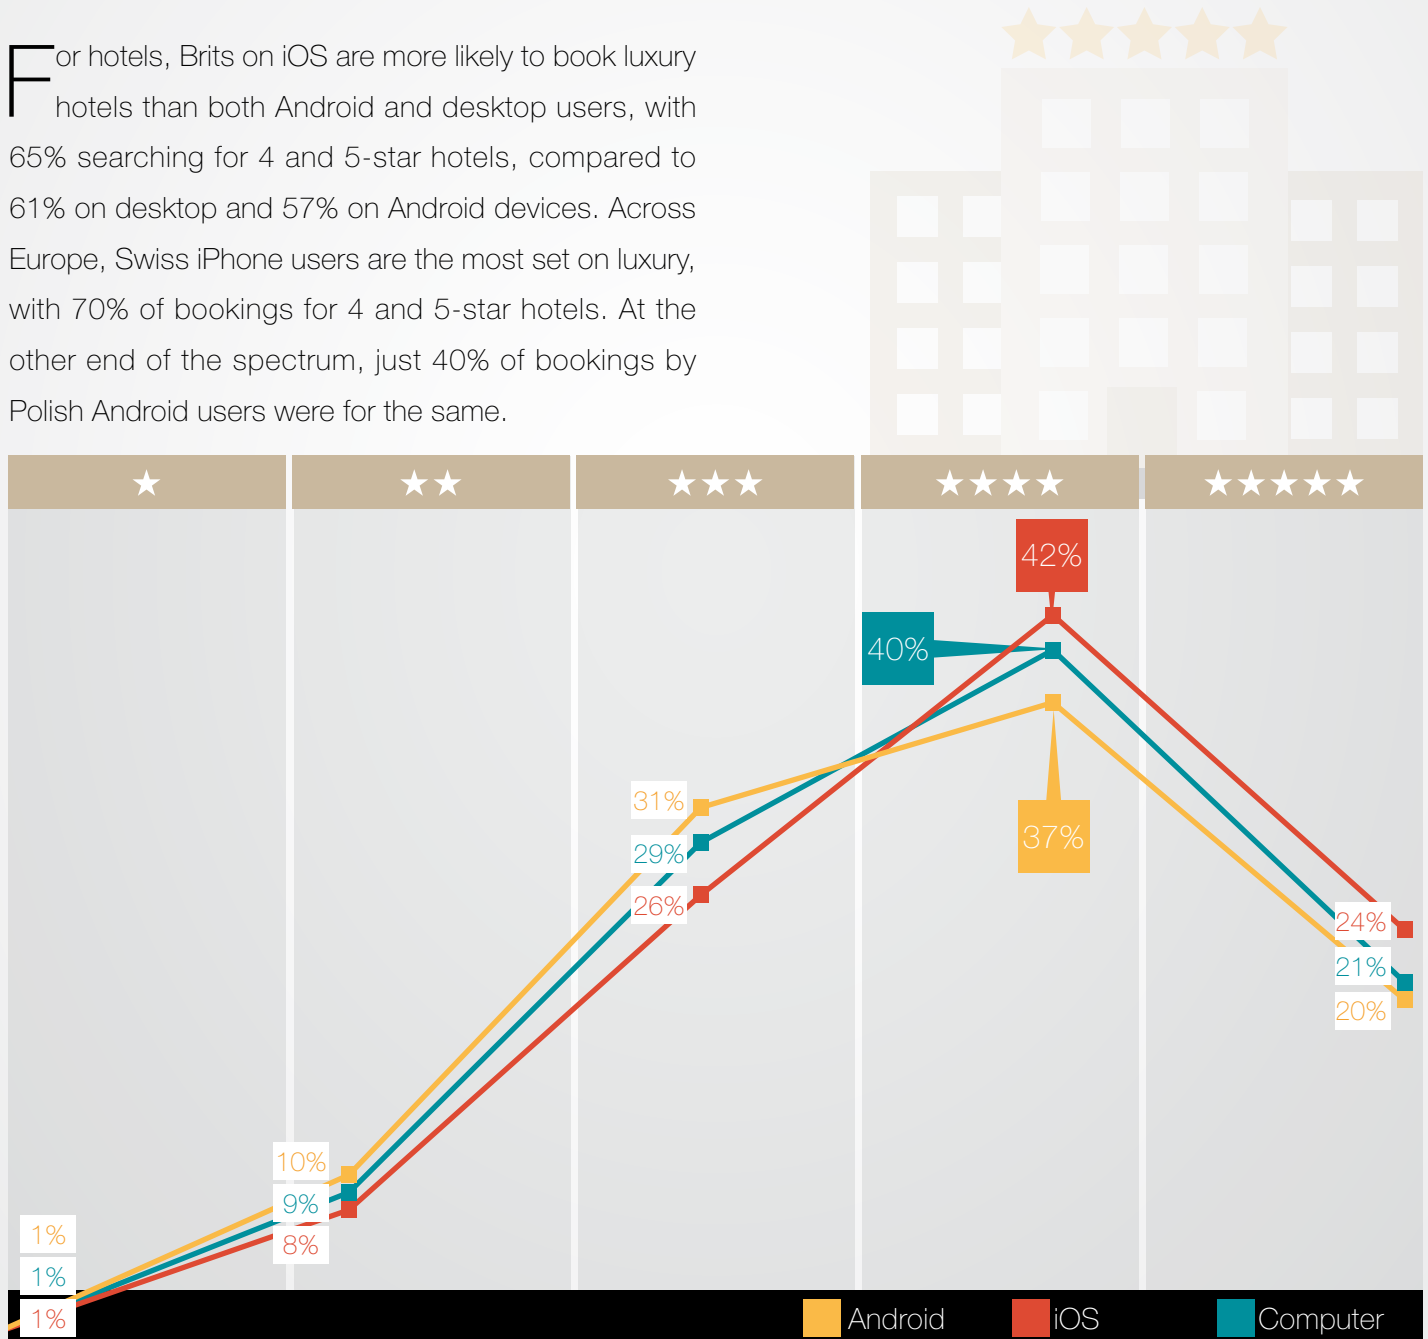 For hotels, Brits on iOS are more likely to book luxury
hotels than both Android and desktop users, with
65% searching for 4 and 5-star hotels, compared to
61% on desktop and 57% on Android devices. Across
Europe, Swiss iPhone users are the most set on luxury,
with 70% of bookings for 4 and 5-star hotels. At the
other end of the spectrum, just 40% of bookings by
Polish Android users were for the same.
42%
40%
37%
31%
29%
26%
24%
21%
20%
10%
9%
8%
1%
1%
1%
Android
iOS
Computer